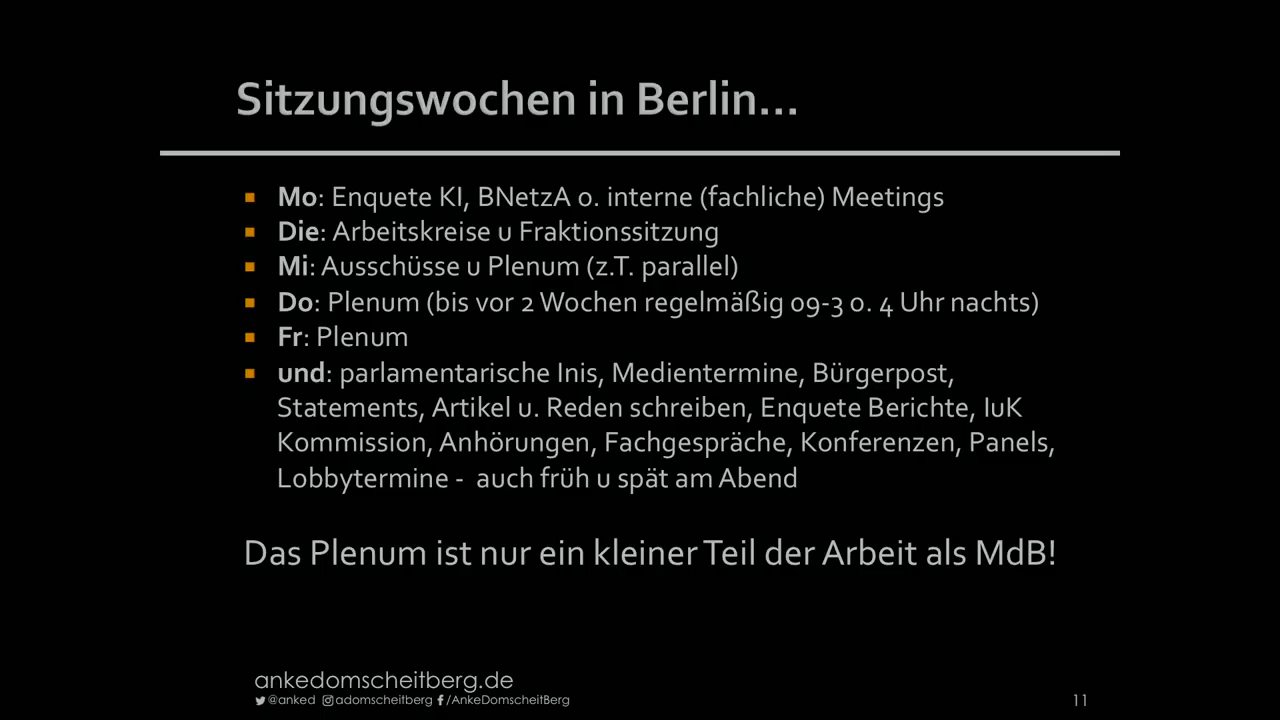 Sitzungswochen in Berlin...
Mo: Enquete KI, BNetzA o. interne (fachliche) Meetings
Die: Arbeitskreise u Fraktionssitzung
Mi: Ausschüsse u Plenum (z.T. parallel)
Do: Plenum (bis vor 2 Wochen regelmäßig 09-3 o. 4 Uhr nachts)
Fr: Plenum
und: parlamentarische Inis, Medientermine, Bürgerpost,
Statements, Artikel u. Reden schreiben, Enquete Berichte, IuK
Kommission, Anhörungen, Fachgespräche, Konferenzen, Panels,
Lobbytermine - auch früh u spät am Abend
Das Plenum ist nur ein kleiner Teil der Arbeit als MdB!
ankedomscheitberg.de
@anked adomscheitberg /AnkeDomscheitBerg
11